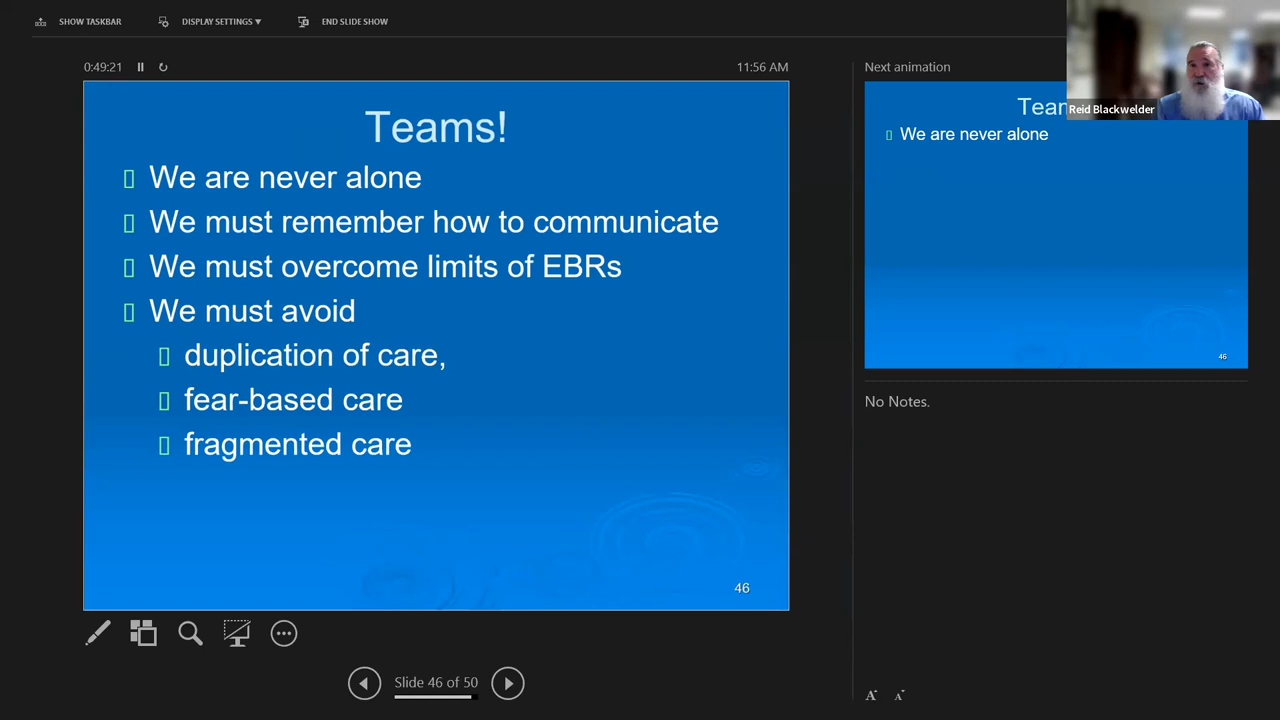 SHOW TASKBAR
DISPLAY SETTINGS
END SLIDE SHOW
0:49:21
11:56 AM
Teams!
We are never alone
We must remember how to communicate
We must overcome limits of EBRs
We must avoid
duplication of care,
fear-based care
fragmented care
46
Slide 46 of 50
Next animation
We are never alone
46
No Notes.
A
A
Reid Blackwelder